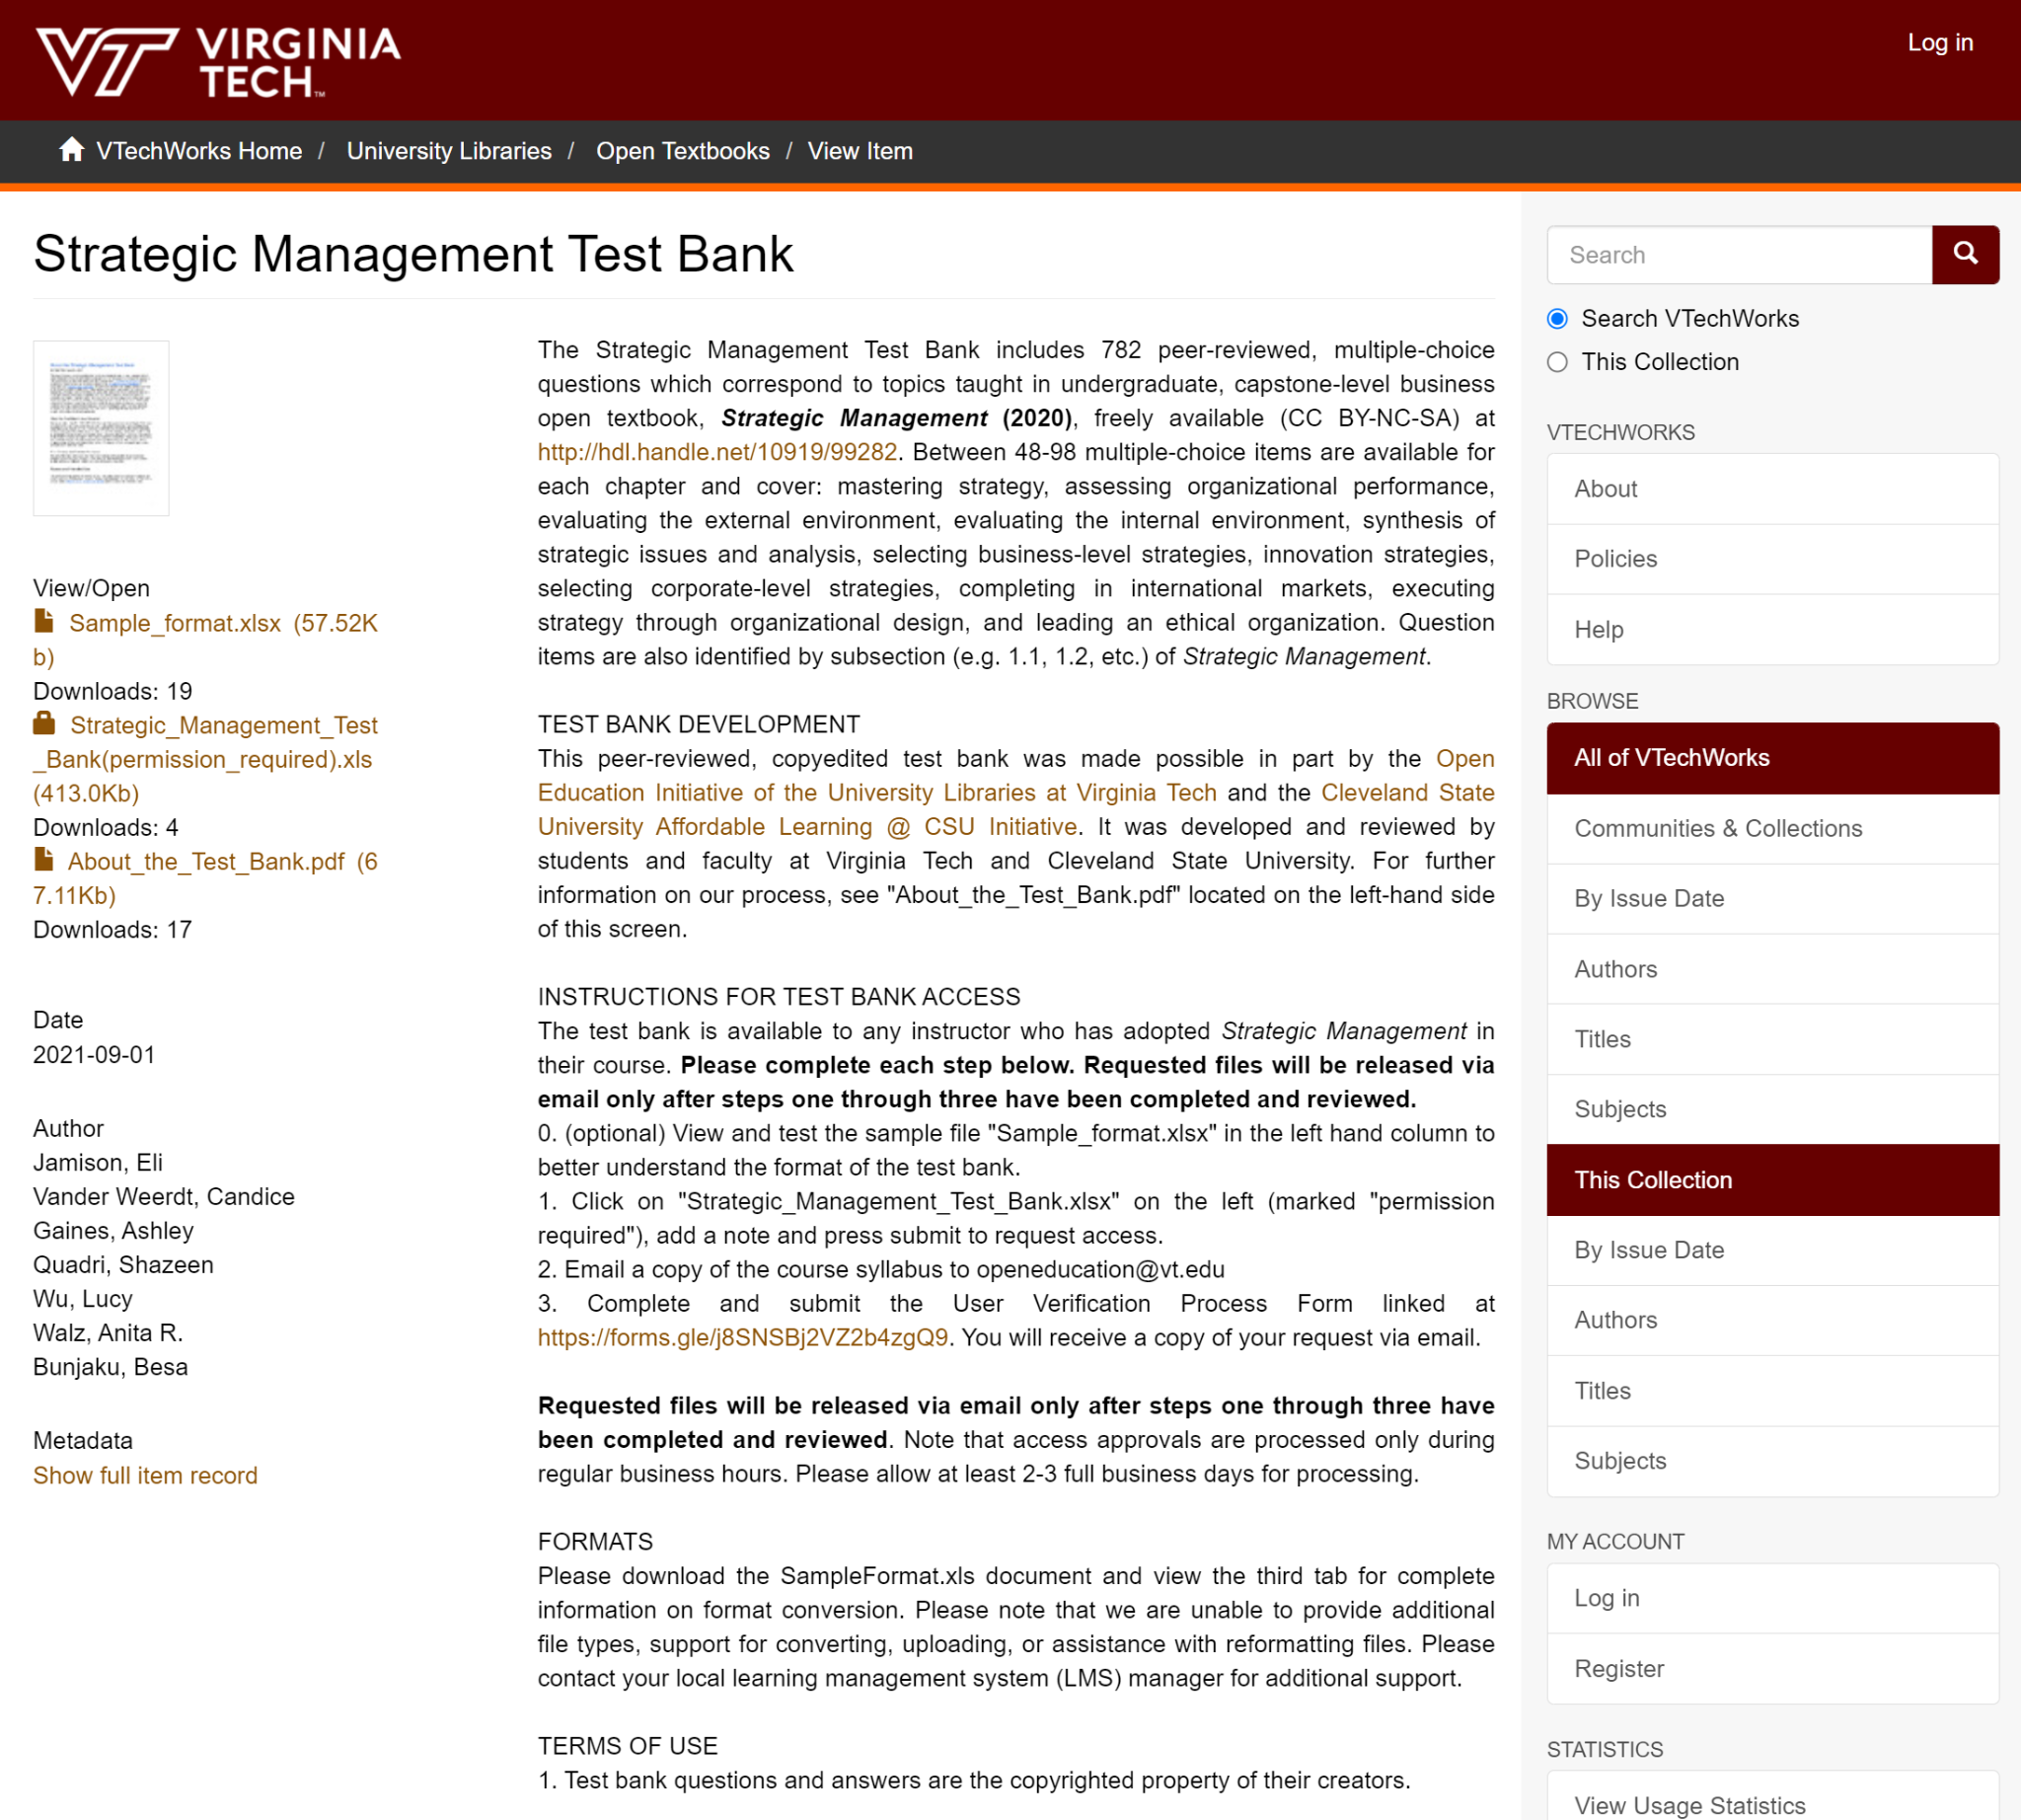 VIRGINIA
TECH™
Log in
VTechWorks Home / University Libraries / Open Textbooks / View Item
Strategic Management Test Bank
View/Open
Sample_format.xlsx (57.52K
b)
Downloads: 19
Strategic_Management_Test
_Bank(permission_required).xls
(413.0Kb)
Downloads: 4
About_the_Test_Bank.pdf (6
7.11Kb)
Downloads: 17
Date
2021-09-01
Author
Jamison, Eli
Vander Weerdt, Candice
Gaines, Ashley
Quadri, Shazeen
Wu, Lucy
Walz, Anita R.
Bunjaku, Besa
Metadata
Show full item record
The Strategic Management Test Bank includes 782 peer-reviewed, multiple-choice
questions which correspond to topics taught in undergraduate, capstone-level business
open textbook, Strategic Management (2020), freely available (CC BY-NC-SA) at
http://hdl.handle.net/10919/99282. Between 48-98 multiple-choice items are available for
each chapter and cover: mastering strategy, assessing organizational performance,
evaluating the external environment, evaluating the internal environment, synthesis of
strategic issues and analysis, selecting business-level strategies, innovation strategies,
selecting corporate-level strategies, completing in international markets, executing
strategy through organizational design, and leading an ethical organization. Question
items are also identified by subsection (e.g. 1.1, 1.2, etc.) of Strategic Management.
TEST BANK DEVELOPMENT
This peer-reviewed, copyedited test bank was made possible in part by the Open
Education Initiative of the University Libraries at Virginia Tech and the Cleveland State
University Affordable Learning @ CSU Initiative. It was developed and reviewed by
students and faculty at Virginia Tech and Cleveland State University. For further
information on our process, see "About_the_Test_Bank.pdf" located on the left-hand side
of this screen.
INSTRUCTIONS FOR TEST BANK ACCESS
The test bank is available to any instructor who has adopted Strategic Management in
their course. Please complete each step below. Requested files will be released via
email only after steps one through three have been completed and reviewed.
0. (optional) View and test the sample file "Sample_format.xlsx" in the left hand column to
better understand the format of the test bank.
1. Click on "Strategic_Management_Test_Bank.xlsx" on the left (marked "permission
required"), add a note and press submit to request access.
2. Email a copy of the course syllabus to openeducation@vt.edu
3. Complete and submit the User Verification Process Form linked at
https://forms.gle/j8SNSBj2VZ2b4zgQ9. You will receive a copy of your request via email.
Requested files will be released via email only after steps one through three have
been completed and reviewed. Note that access approvals are processed only during
regular business hours. Please allow at least 2-3 full business days for processing.
FORMATS
Please download the SampleFormat.xls document and view the third tab for complete
information on format conversion. Please note that we are unable to provide additional
file types, support for converting, uploading, or assistance with reformatting files. Please
contact your local learning management system (LMS) manager for additional support.
TERMS OF USE
1. Test bank questions and answers are the copyrighted property of their creators.
Search
Search VTechWorks
This Collection
VTECHWORKS
About
Policies
Help
BROWSE
All of VTechWorks
Communities & Collections
By Issue Date
Authors
Titles
Subjects
This Collection
By Issue Date
Authors
Titles
Subjects
MY ACCOUNT
Log in
Register
STATISTICS
View Usage Statistics